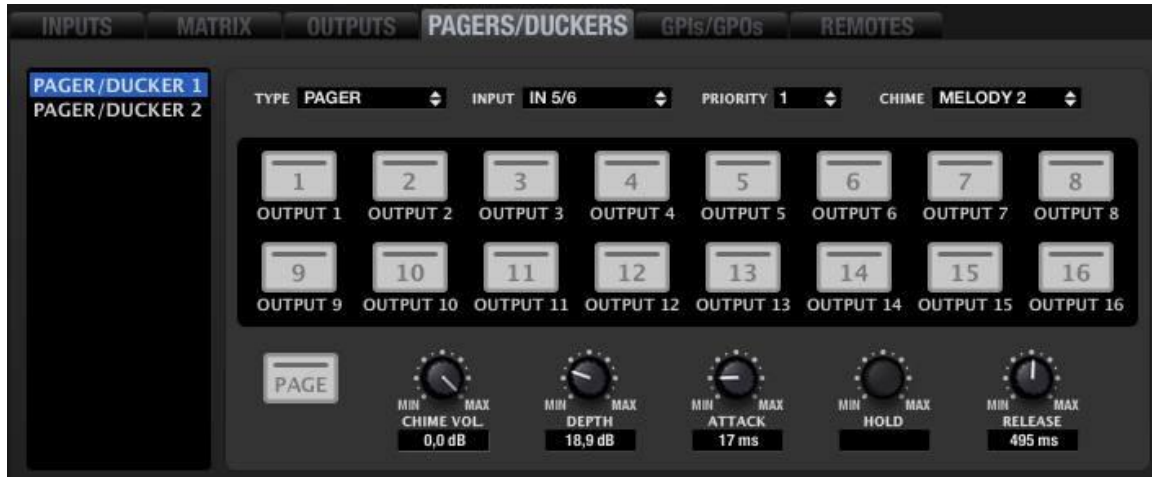 INPUTS MATRIX OUTPUTS PAGERS/DUCKERS GPIs/GPOs REMOTES
PAGER/DUCKER 1
PAGER/DUCKER 2
TYPE PAGER INPUT IN 5/6 PRIORITY 1 CHIME MELODY 2
1 2 3 4 5 6 7 8
OUTPUT 1 OUTPUT 2 OUTPUT 3 OUTPUT 4 OUTPUT 5 OUTPUT 6 OUTPUT 7 OUTPUT 8
9 10 11 12 13 14 15 16
OUTPUT 9 OUTPUT 10 OUTPUT 11 OUTPUT 12 OUTPUT 13 OUTPUT 14 OUTPUT 15 OUTPUT 16
PAGE
MIN MAX MIN MAX MIN MAX MIN MAX MIN MAX
CHIME VOL. DEPTH ATTACK HOLD RELEASE
0,0 dB 18,9 dB 17 ms 495 ms